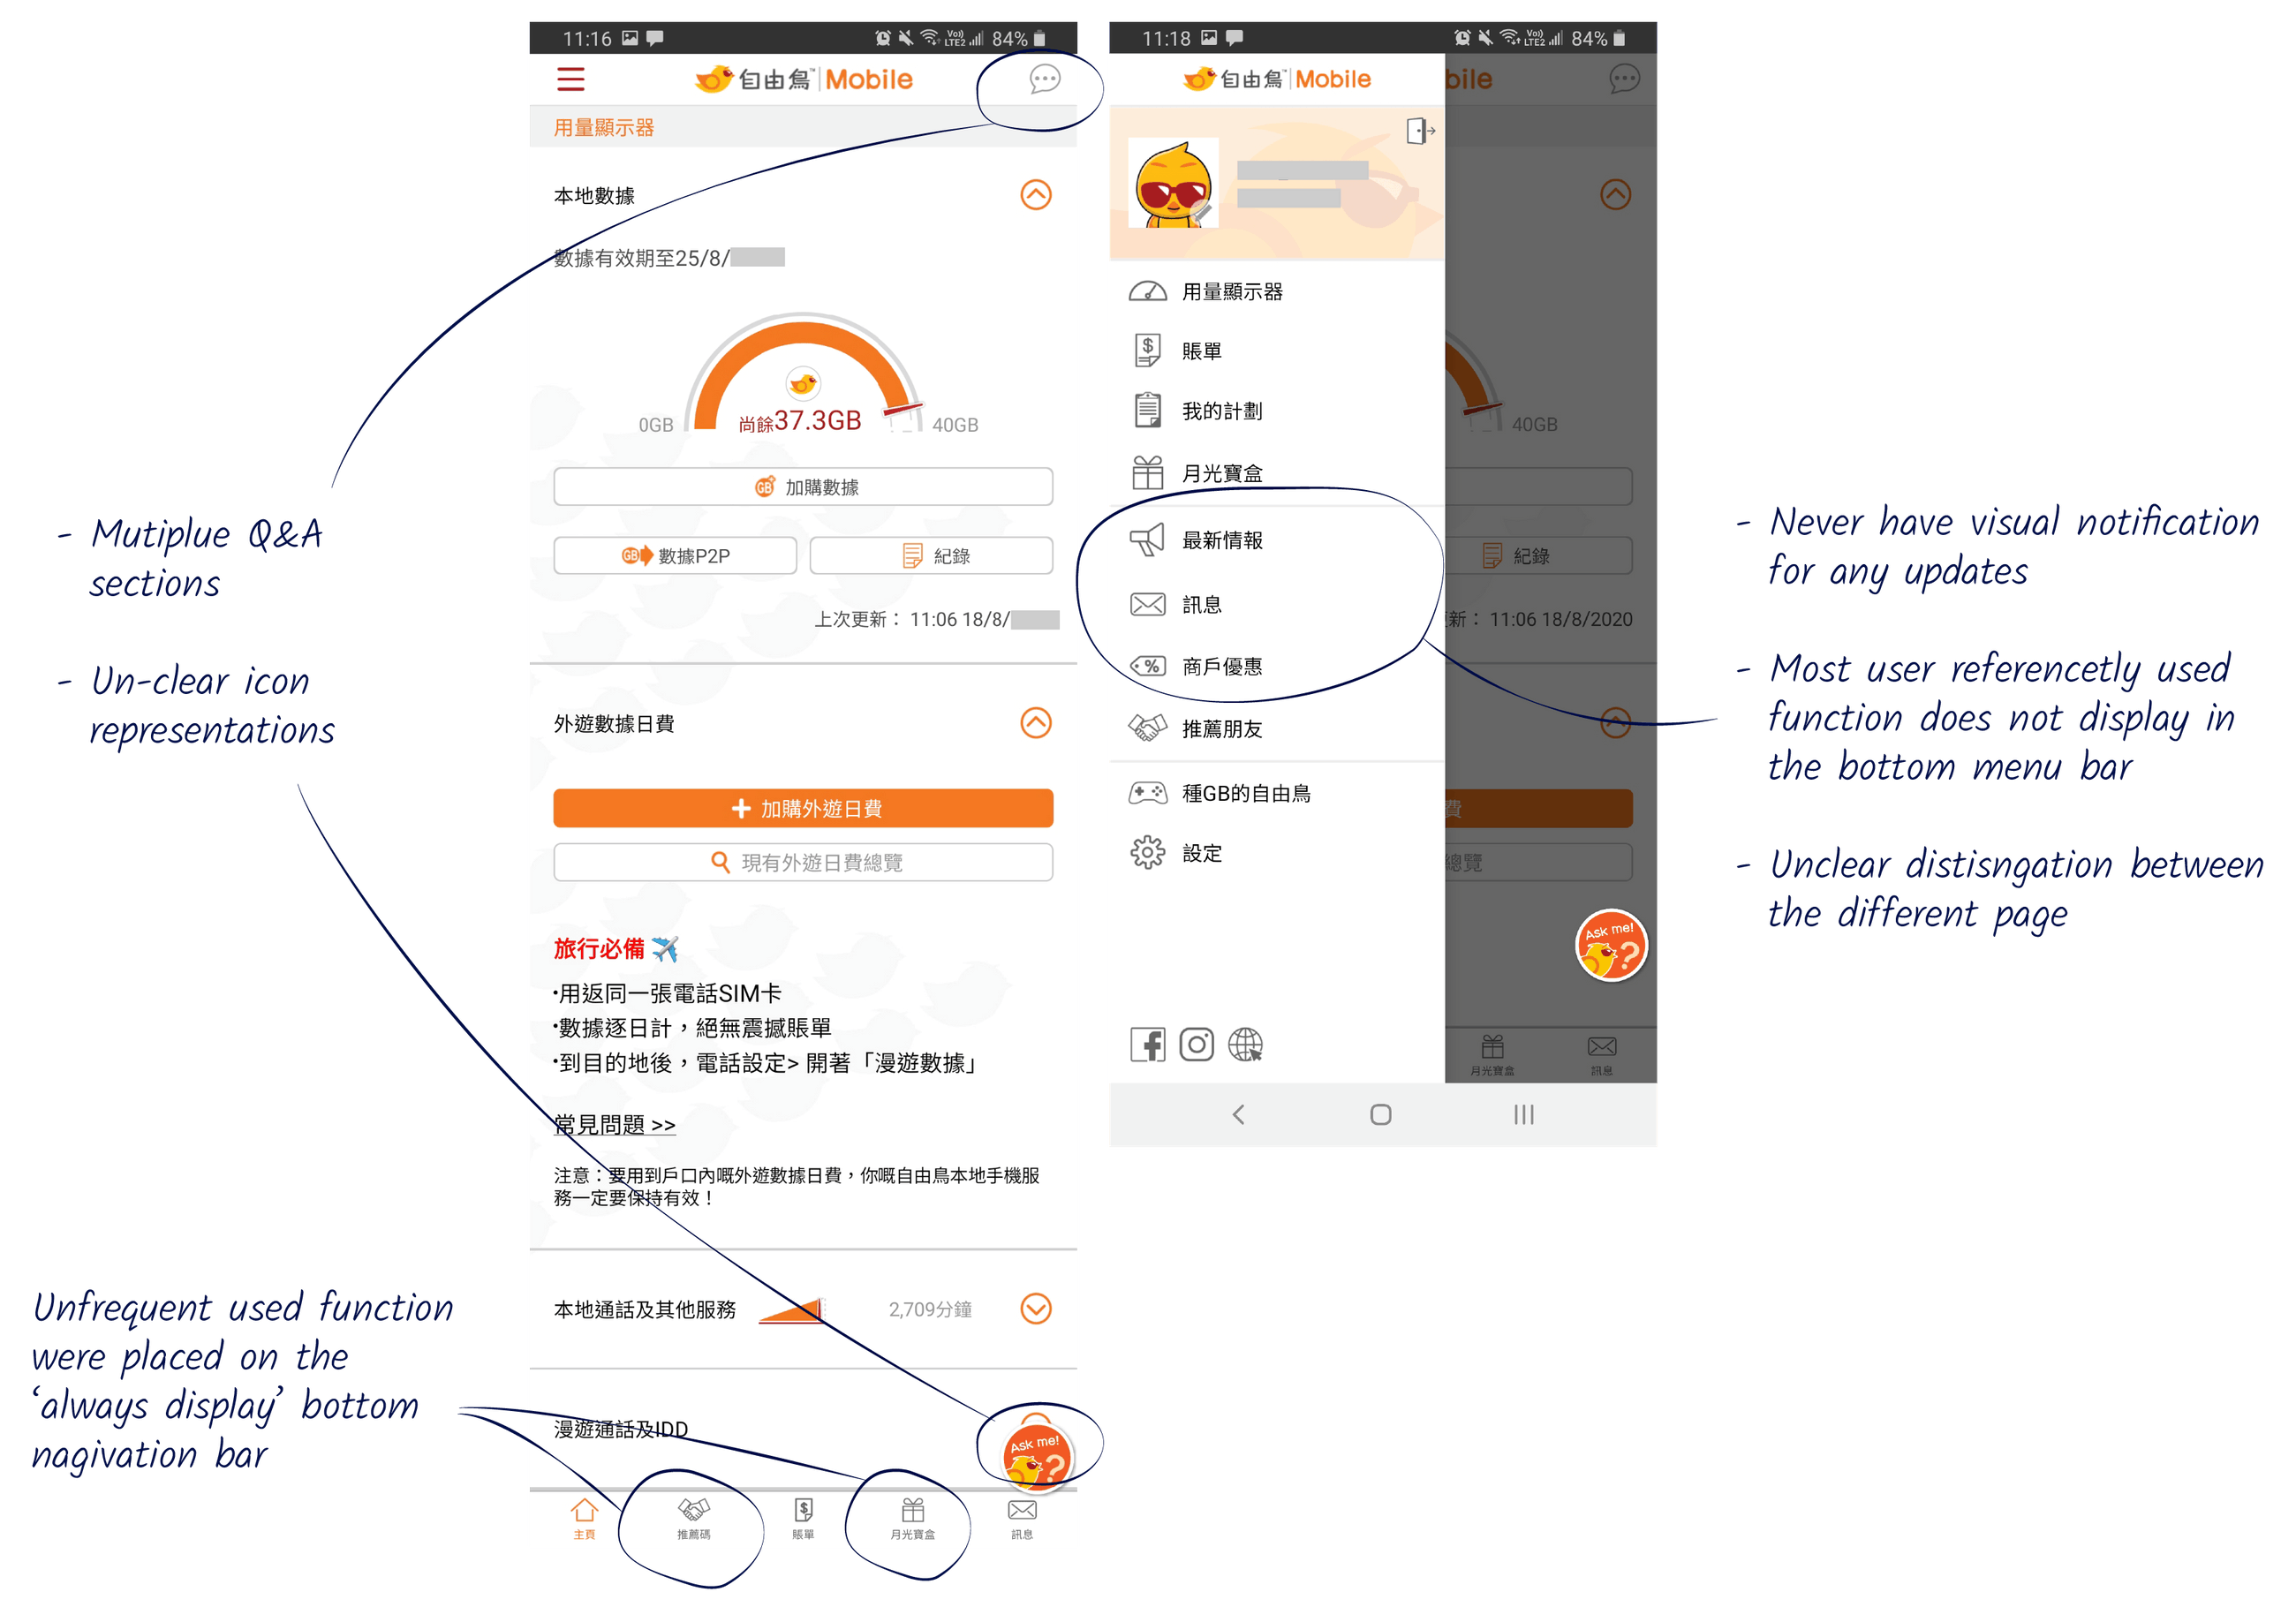 11:16
Vo))
LTE2
84%
自由鳥™ Mobile
用量顯示器
本地數據
數據有效期至25/8/
尚餘37.3GB
0GB
40GB
GB 加購數據
GB 數據P2P
紀錄
上次更新： 11:06 18/8/
外遊數據日費
加購外遊日費
現有外遊日費總覽
旅行必備
•用返同一張電話SIM卡
•數據逐日計，絕無震撼賬單
•到目的地後，電話設定> 開著「漫遊數據」
常見問題 >>
注意：要用到戶口內嘅外遊數據日費，你嘅自由鳥本地手機服
務一定要保持有效！
本地通話及其他服務
2,709分鐘
漫遊通話及IDD
Ask me!
?
主頁
推薦碼
賬單
月光寶盒
訊息
11:18
Vo))
LTE2
84%
自由鳥™ Mobile
bile
用量顯示器
賬單
我的計劃
月光寶盒
最新情報
訊息
商戶優惠
推薦朋友
種GB的自由鳥
設定
40GB
紀錄
新： 11:06 18/8/2020
費
總覽
Ask me!
?
月光寶盒
訊息
- Mutiplue Q&A
sections
- Un-clear icon
representations
Unfrequent used function
were placed on the
‘always display’ bottom
nagivation bar
- Never have visual notification
for any updates
- Most user referencetly used
function does not display in
the bottom menu bar
- Unclear distisngation between
the different page